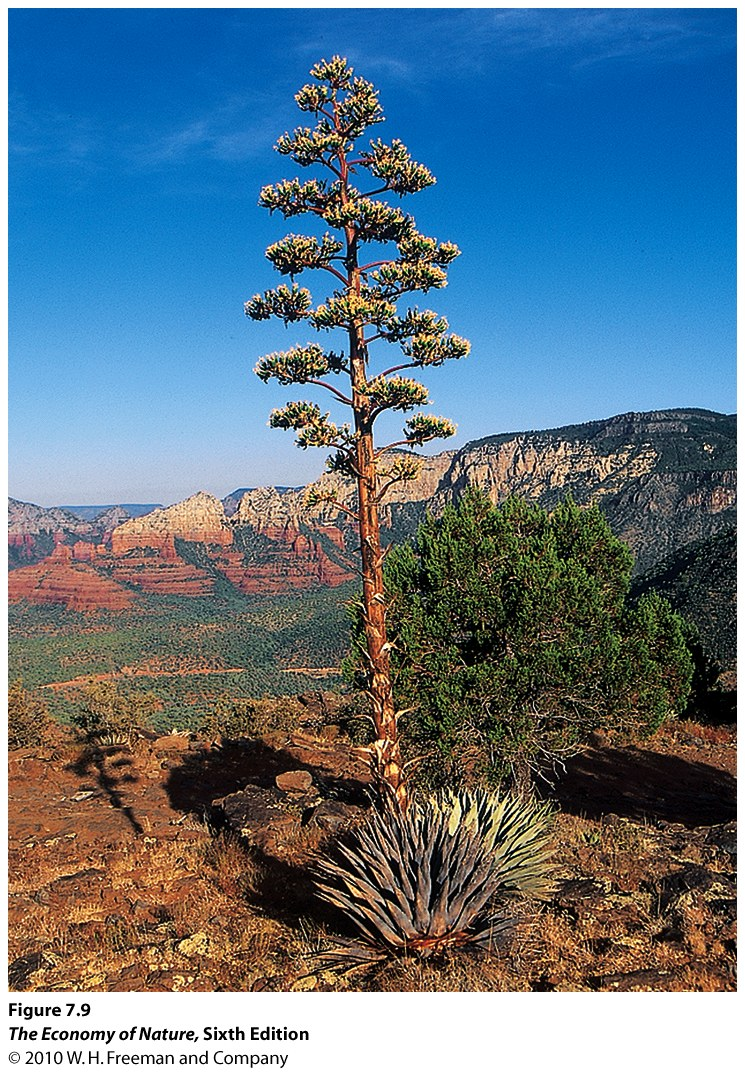 Figure 7.9
The Economy of Nature, Sixth Edition
© 2010 W. H. Freeman and Company